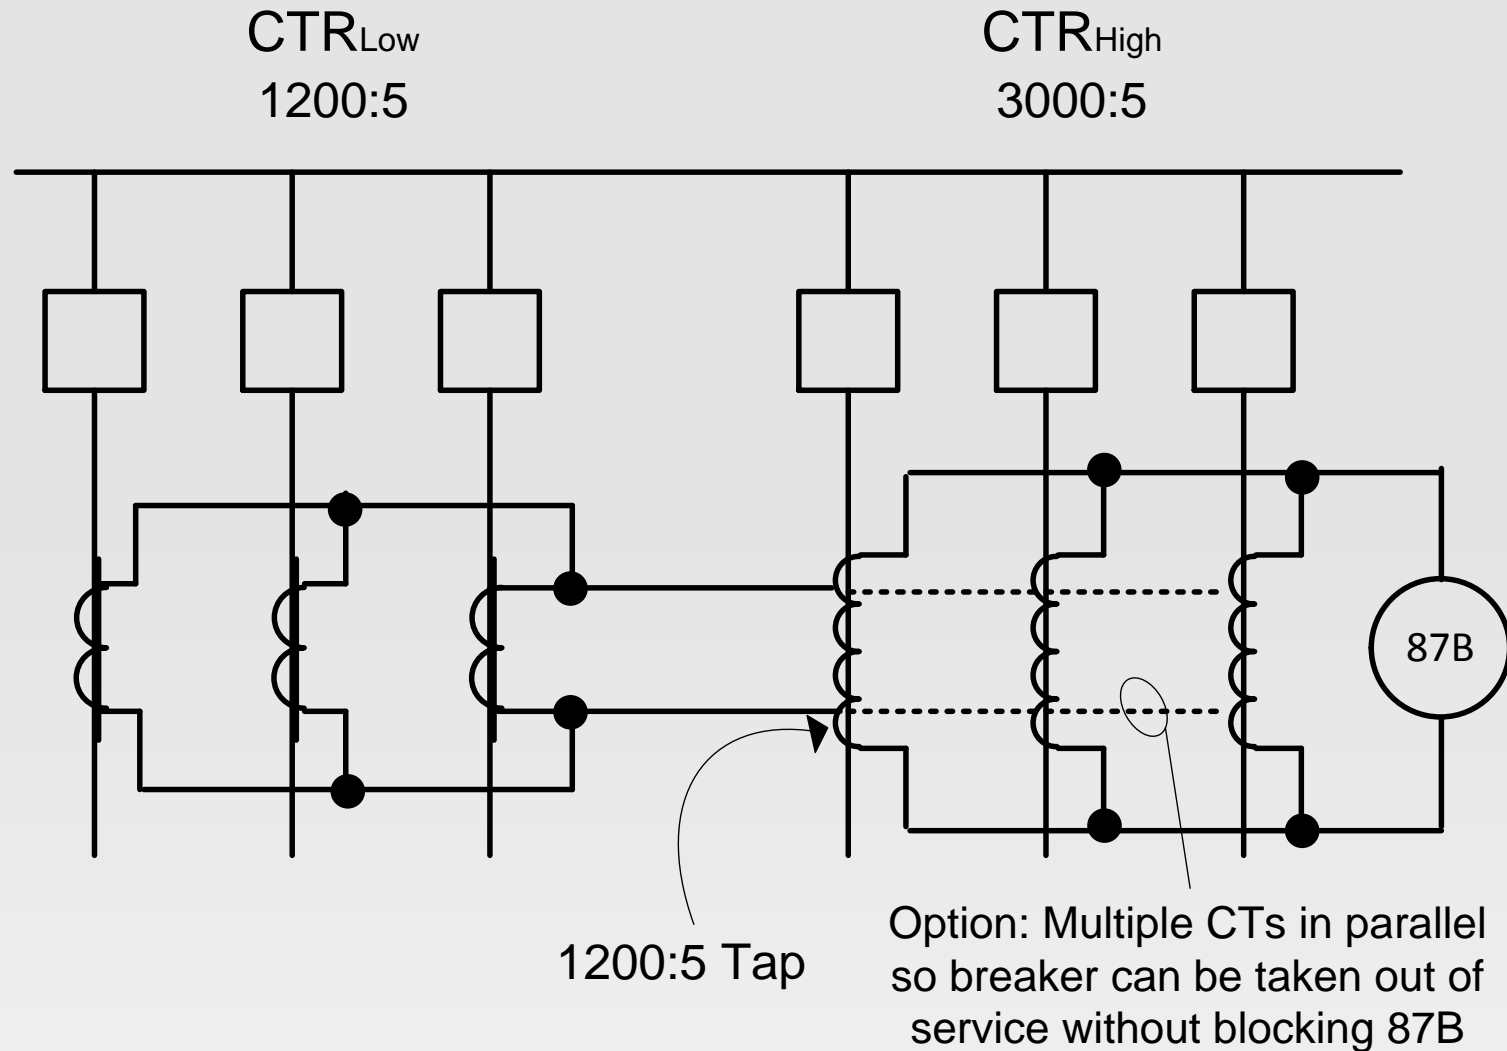 CTRLow
1200:5
CTRHigh
3000:5
87B
1200:5 Tap
Option: Multiple CTs in parallel
so breaker can be taken out of
service without blocking 87B